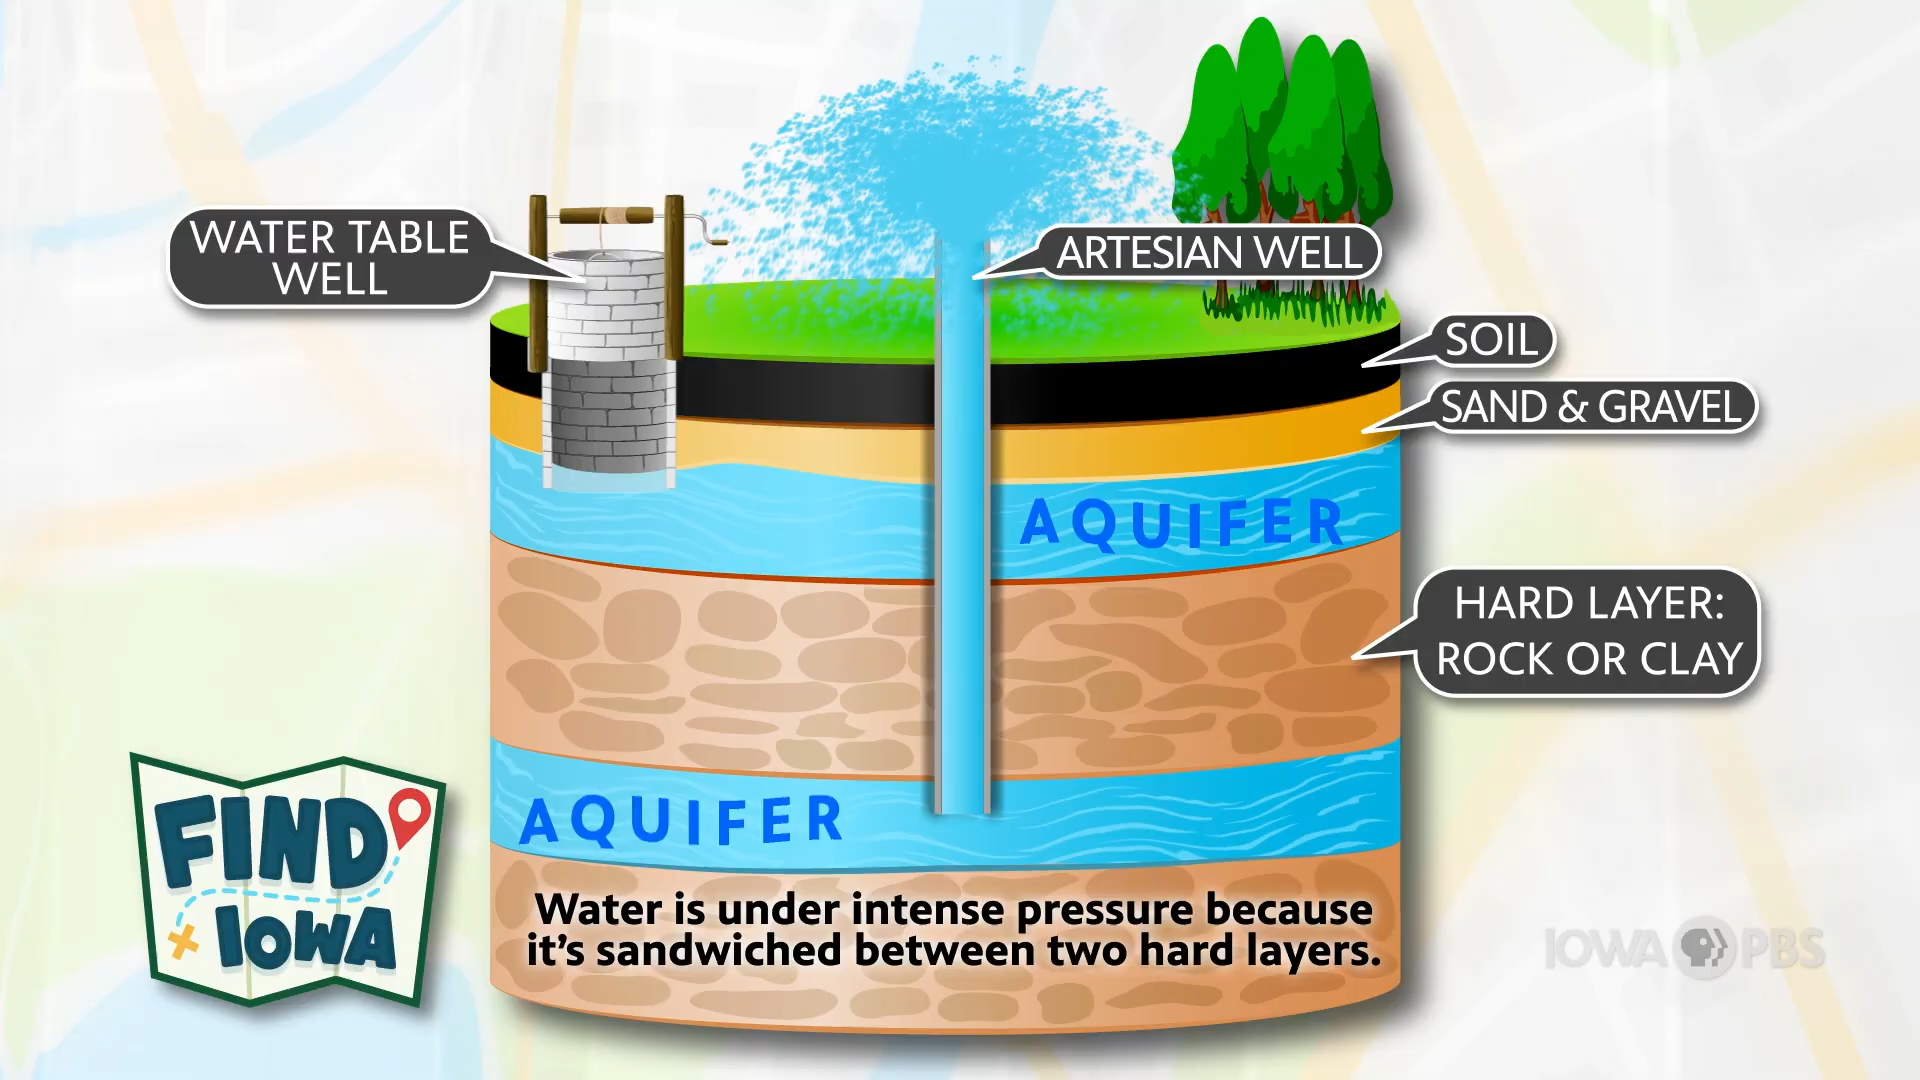 WATER TABLE
WELL
ARTESIAN WELL
SOIL
SAND & GRAVEL
AQUIFER
HARD LAYER:
ROCK OR CLAY
AQUIFER
Water is under intense pressure because
it's sandwiched between two hard layers.
FIND
IOWA
IOWA PBS